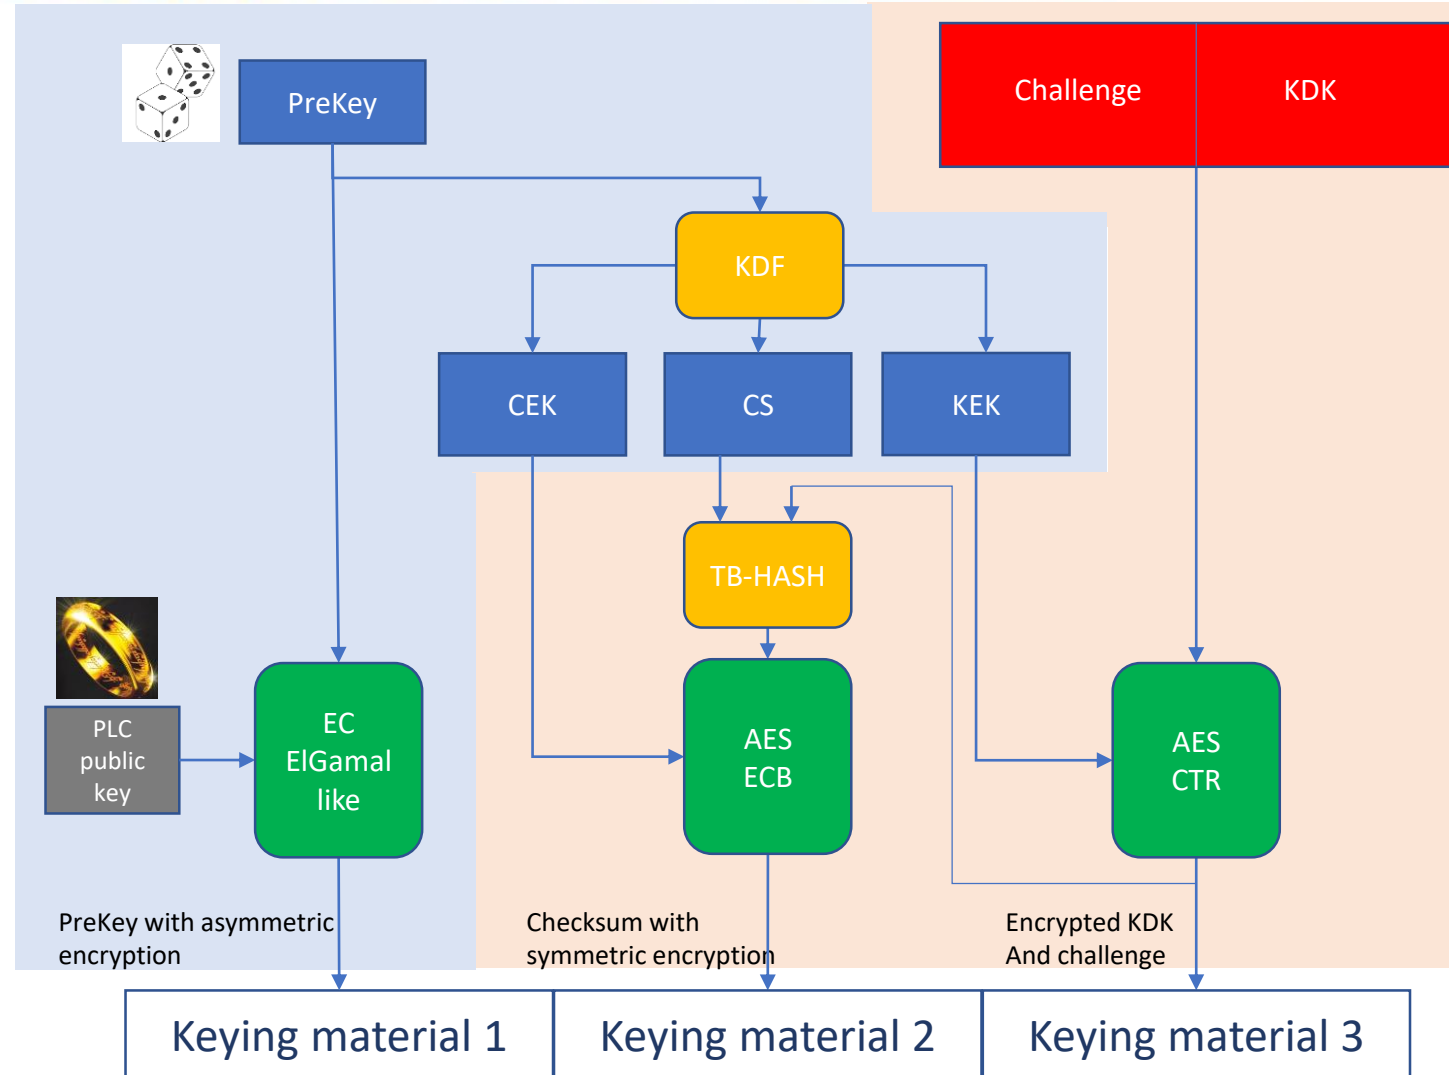 PreKey
Challenge
KDK
KDF
CEK
CS
KEK
TB-HASH
PLC
public
key
EC
ElGamal
like
AES
ECB
AES
CTR
PreKey with asymmetric
encryption
Checksum with
symmetric encryption
Encrypted KDK
And challenge
Keying material 1
Keying material 2
Keying material 3